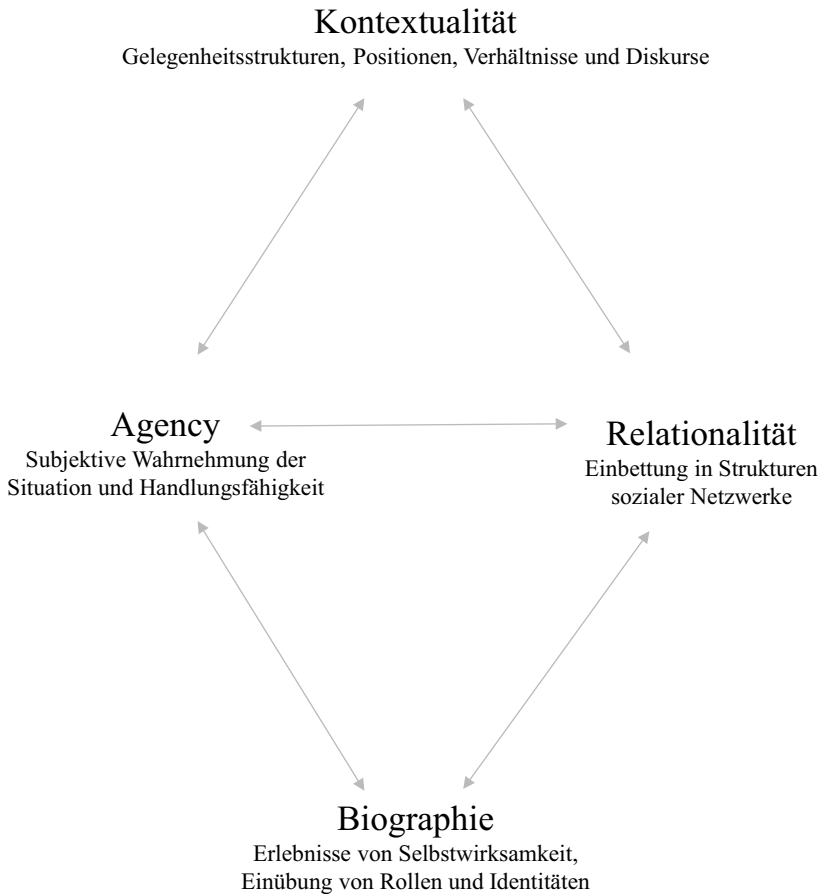 Kontextualität
Gelegenheitsstrukturen, Positionen, Verhältnisse und Diskurse
Agency
Subjektive Wahrnehmung der
Situation und Handlungsfähigkeit
Relationalität
Einbettung in Strukturen
sozialer Netzwerke
Biographie
Erlebnisse von Selbstwirksamkeit,
Einübung von Rollen und Identitäten